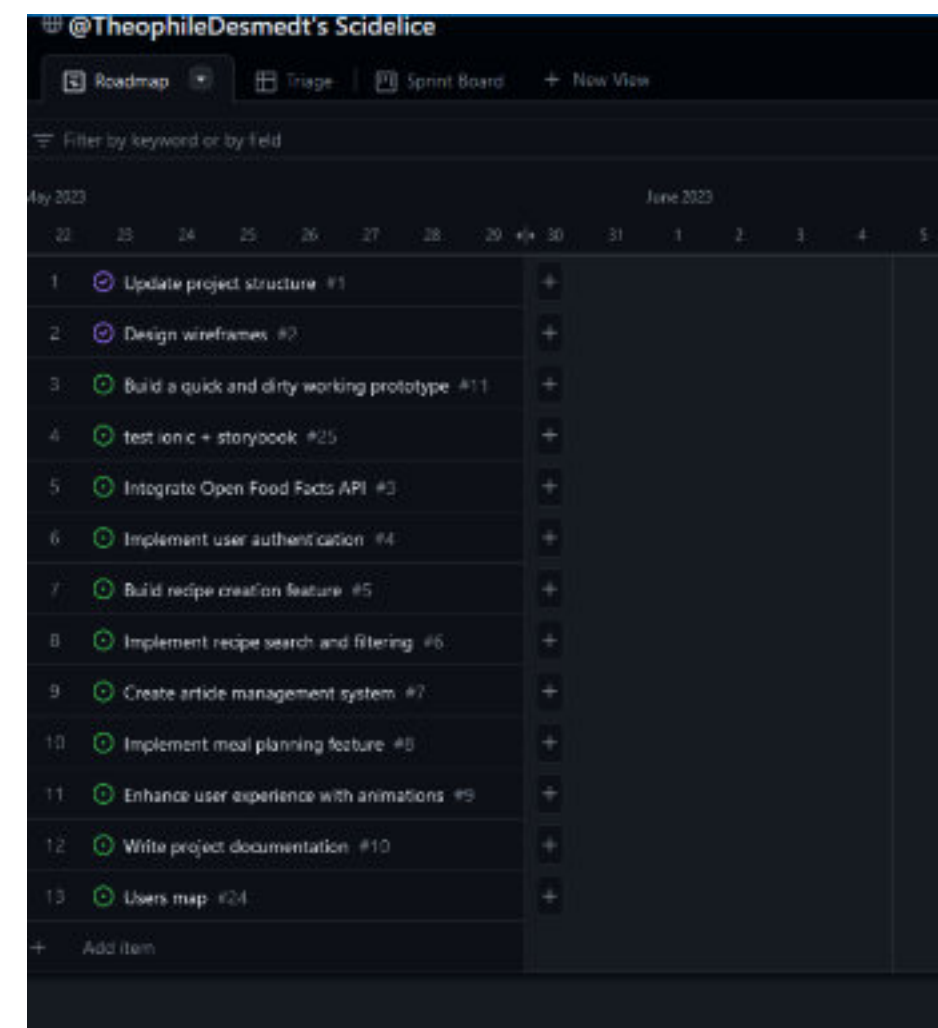 @TheophileDesmedt's Scidelice
Roadmap Triage Sprint Board + New View
Filter by keyword or by field
May 2023 June 2023
22 23 24 25 26 27 28 29 30 31 1 2 3 4 5
1 Update project structure #1
2 Design wireframes #2
3 Build a quick and dirty working prototype #11
4 test ionic + storybook #25
5 Integrate Open Food Facts API #3
6 Implement user authentication #4
7 Build recipe creation feature #5
8 Implement recipe search and filtering #6
9 Create article management system #7
10 Implement meal planning feature #8
11 Enhance user experience with animations #9
12 Write project documentation #10
13 Users map #24
+ Add item